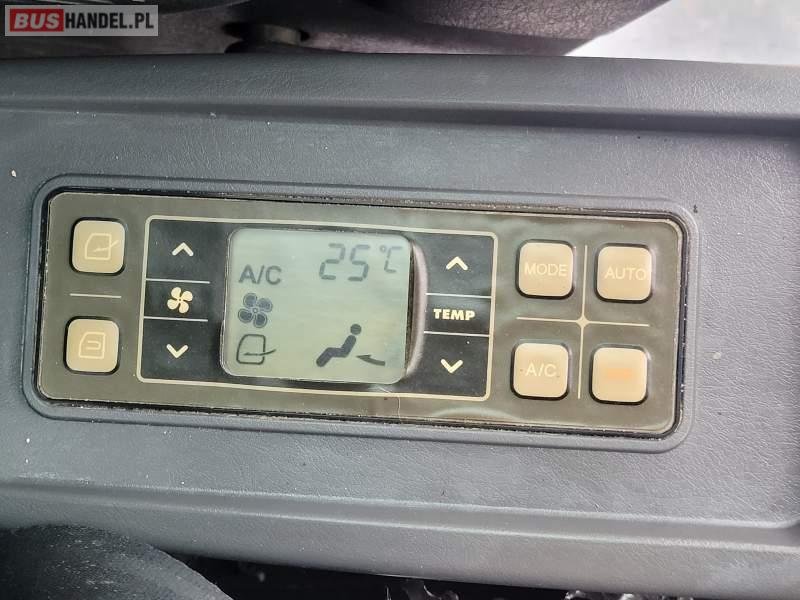 BUSHANDEL.PL
25°C
A/C
TEMP
MODE
AUTO
A/C